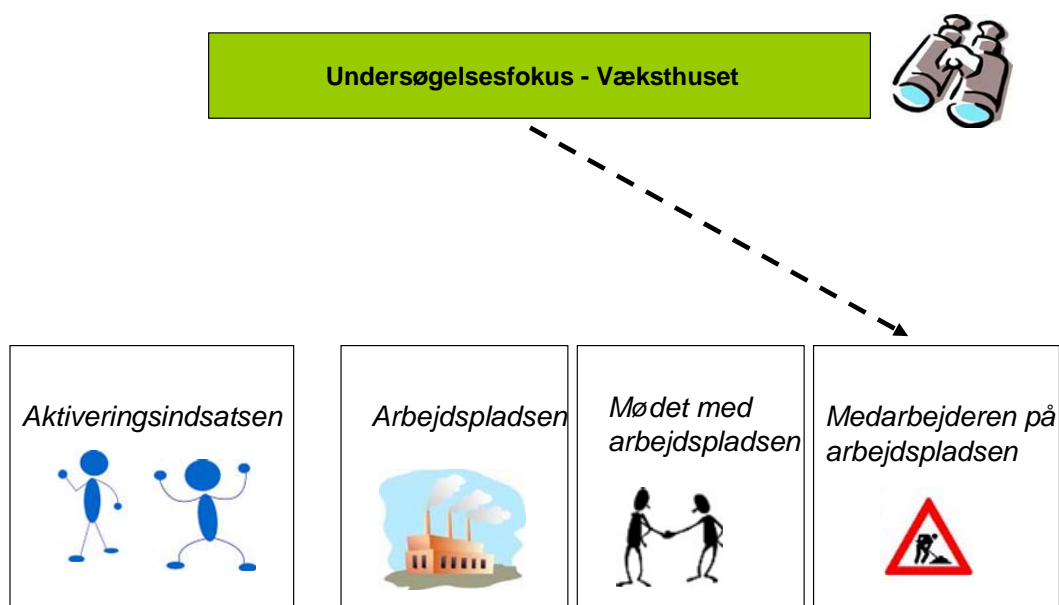 Undersøgelsesfokus - Væksthuset
Aktiveringsindsatsen
Arbejdspladsen
Mødet med
arbejdspladsen
Medarbejderen på
arbejdspladsen